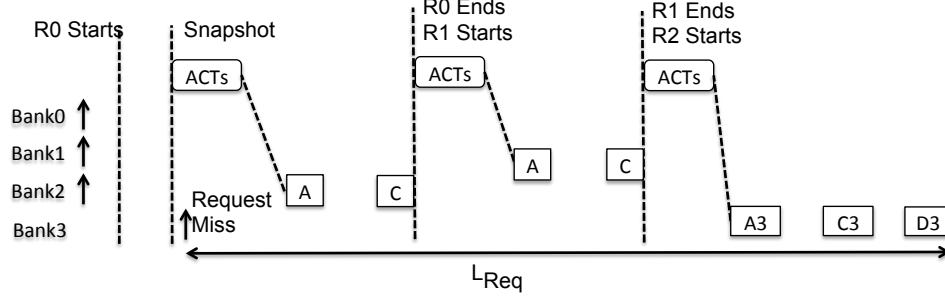 R0 Ends
R1 Ends
R0 Starts
Snapshot
R1 Starts
R2 Starts
ACTs
ACTs
ACTs
Bank0
Bank1
A
C
Bank2
A
C
Request
Miss
Bank3
A3
C3
D3
LReq